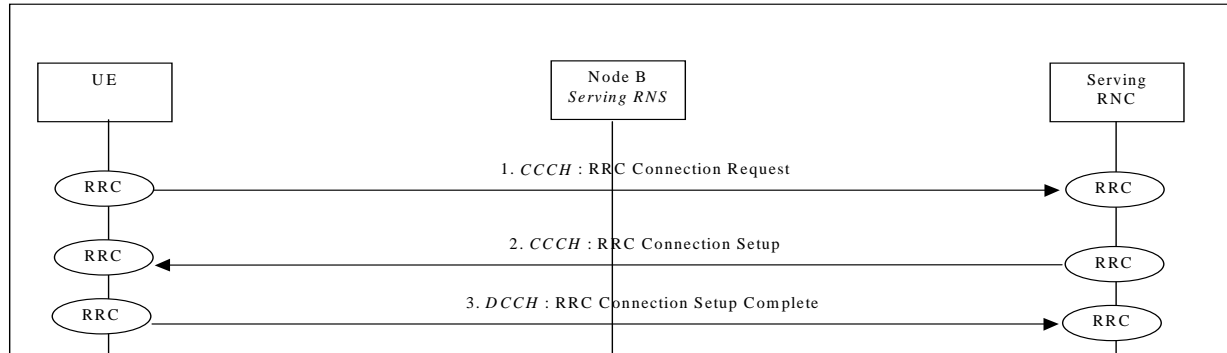 UE
Node B
Serving RNS
Serving
RNC
1. CCCH : RRC Connection Request
RRC
RRC
2. CCCH : RRC Connection Setup
RRC
RRC
3. DCCH : RRC Connection Setup Complete
RRC
RRC